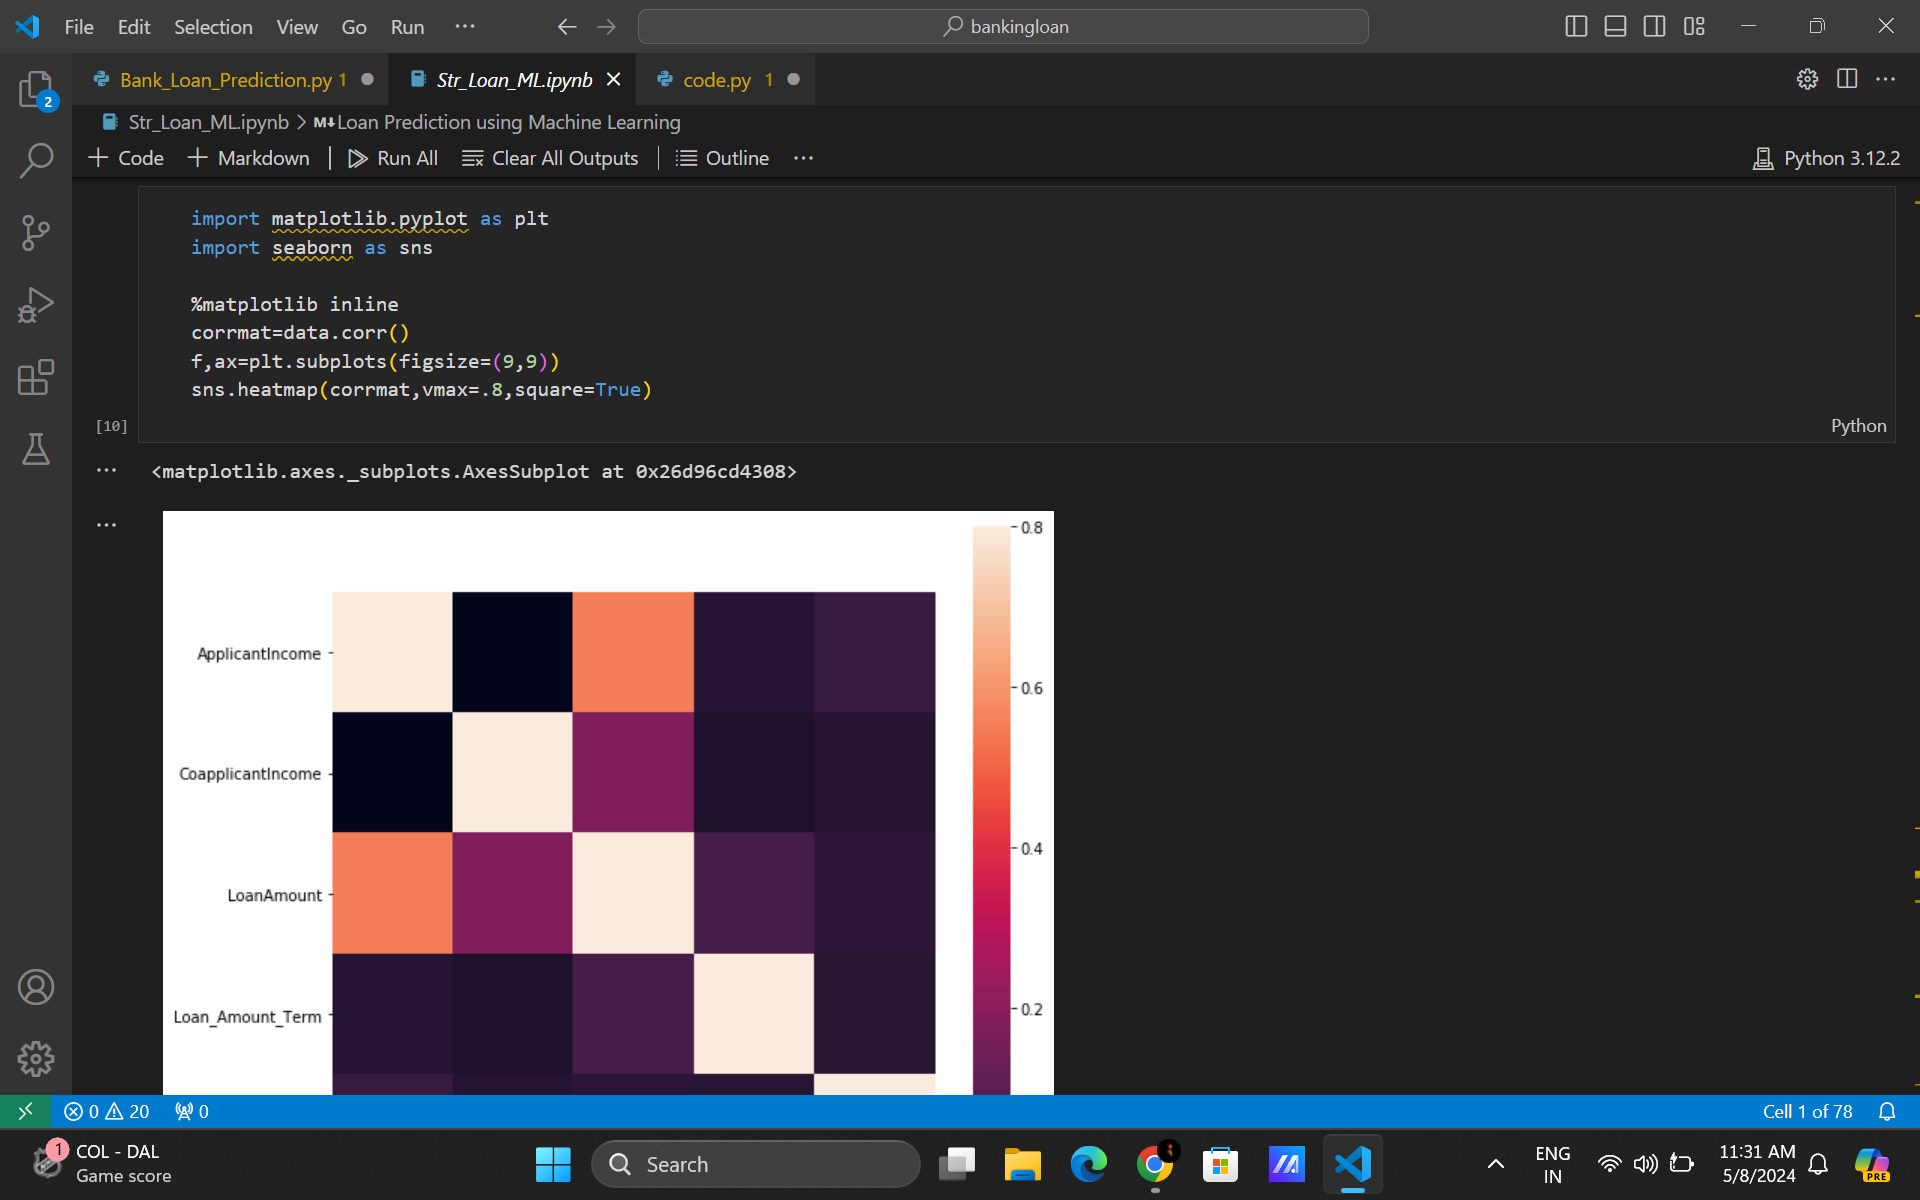 File Edit Selection View Go Run ···
bankingloan
2
Bank_Loan_Prediction.py 1
Str_Loan_ML.ipynb
code.py 1
Str_Loan_ML.ipynb > M↓ Loan Prediction using Machine Learning
+ Code + Markdown | Run All Clear All Outputs | Outline ···
Python 3.12.2
import matplotlib.pyplot as plt
import seaborn as sns
%matplotlib inline
corrmat=data.corr()
f,ax=plt.subplots(figsize=(9,9))
sns.heatmap(corrmat,vmax=.8,square=True)
[10]
Python
<matplotlib.axes._subplots.AxesSubplot at 0x26d96cd4308>
0.8
ApplicantIncome
0.6
CoapplicantIncome
0.4
LoanAmount
0.2
Loan_Amount_Term
0 20 0
Cell 1 of 78
1
COL - DAL
Game score
Search
ENG
IN
11:31 AM
5/8/2024
PRE